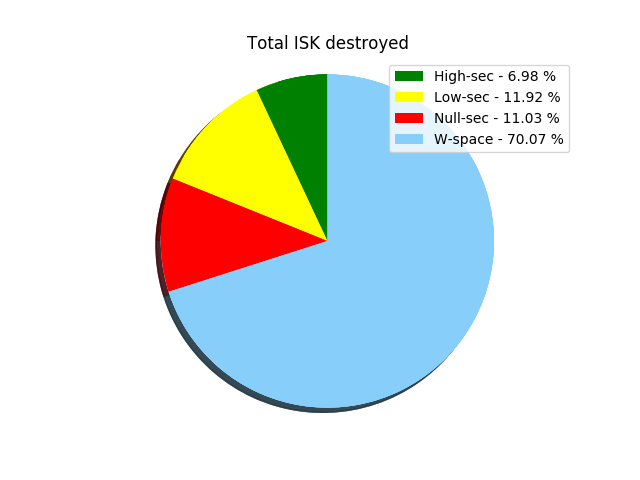 Total ISK destroyed
High-sec - 6.98 %
Low-sec - 11.92 %
Null-sec - 11.03 %
W-space - 70.07 %